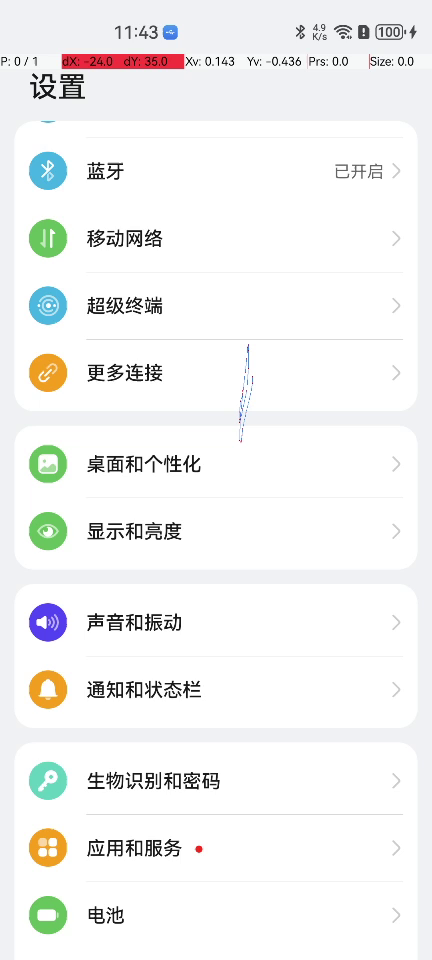 11:43
4.9
K/s
100
P: 0 / 1 dX: -24.0 dY: 35.0 Xv: 0.143 Yv: -0.436 Prs: 0.0 Size: 0.0
设置
蓝牙 已开启
移动网络
超级终端
更多连接
桌面和个性化
显示和亮度
声音和振动
通知和状态栏
生物识别和密码
应用和服务
电池